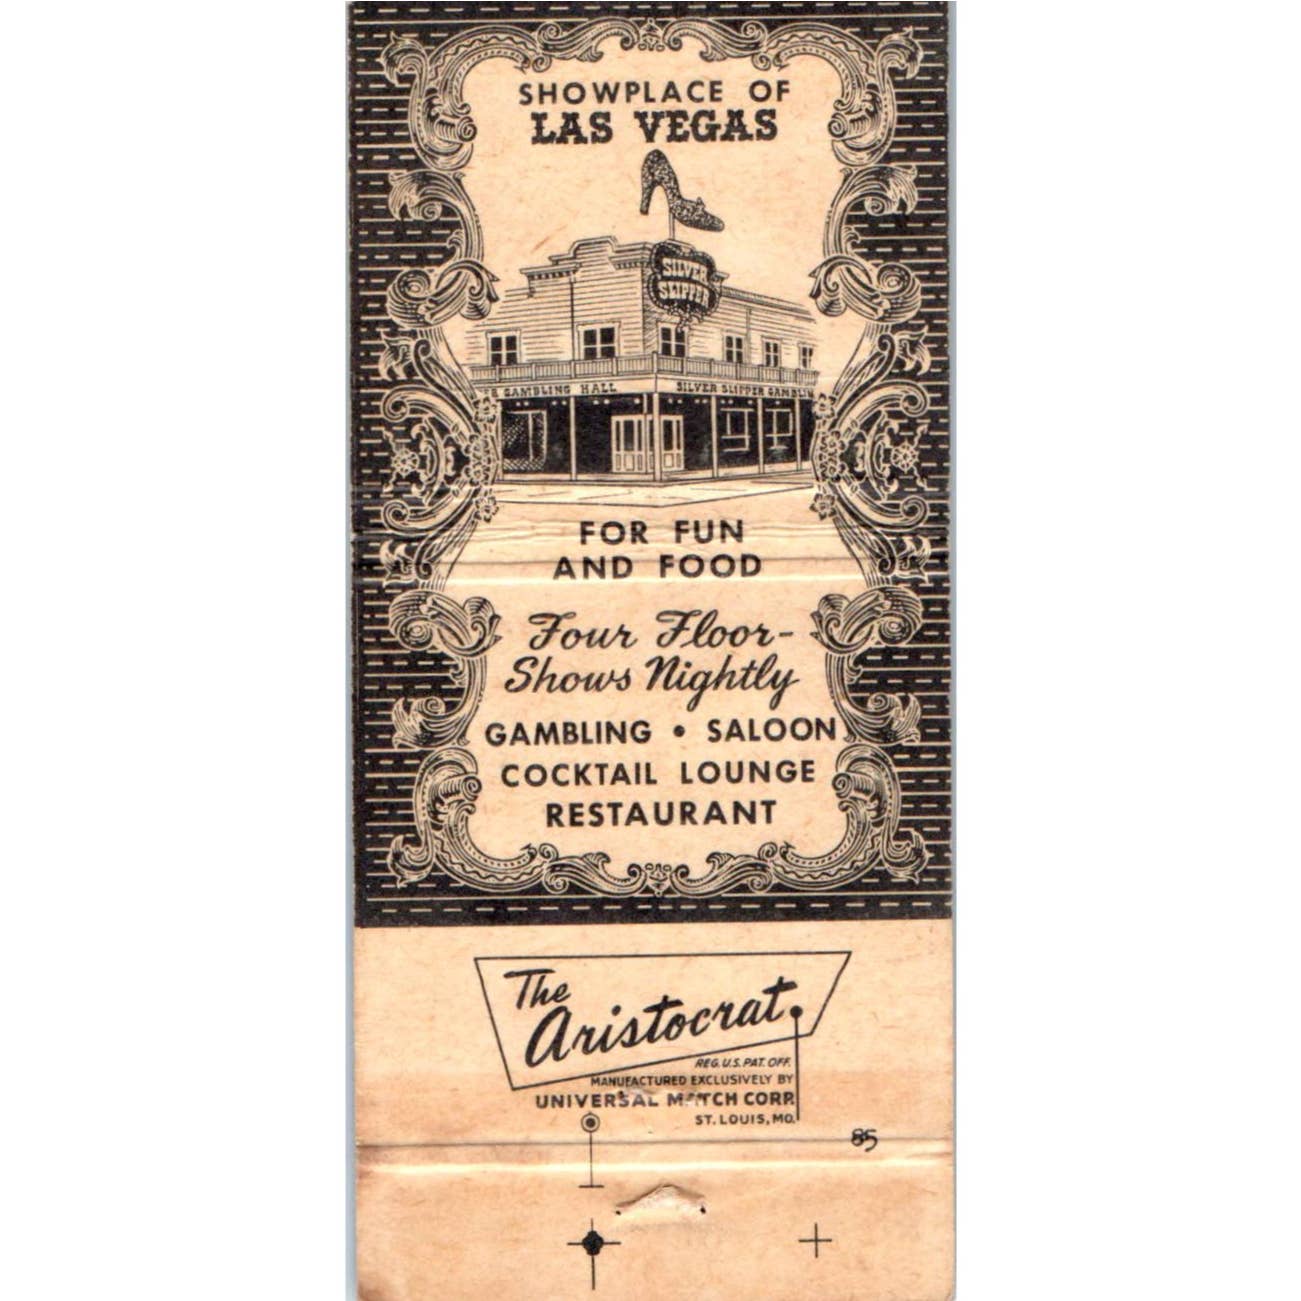 SHOWPLACE OF
LAS VEGAS
SILVER
SLIPPER
GAMBLING HALL
SILVER SLIPPER GAMBLIN
FOR FUN
AND FOOD
Four Floor-
Shows Nightly
GAMBLING • SALOON
COCKTAIL LOUNGE
RESTAURANT
The
Aristocrat
REG. U.S. PAT. OFF.
MANUFACTURED EXCLUSIVELY BY
UNIVERSAL MATCH CORP.
ST. LOUIS, MO.
85